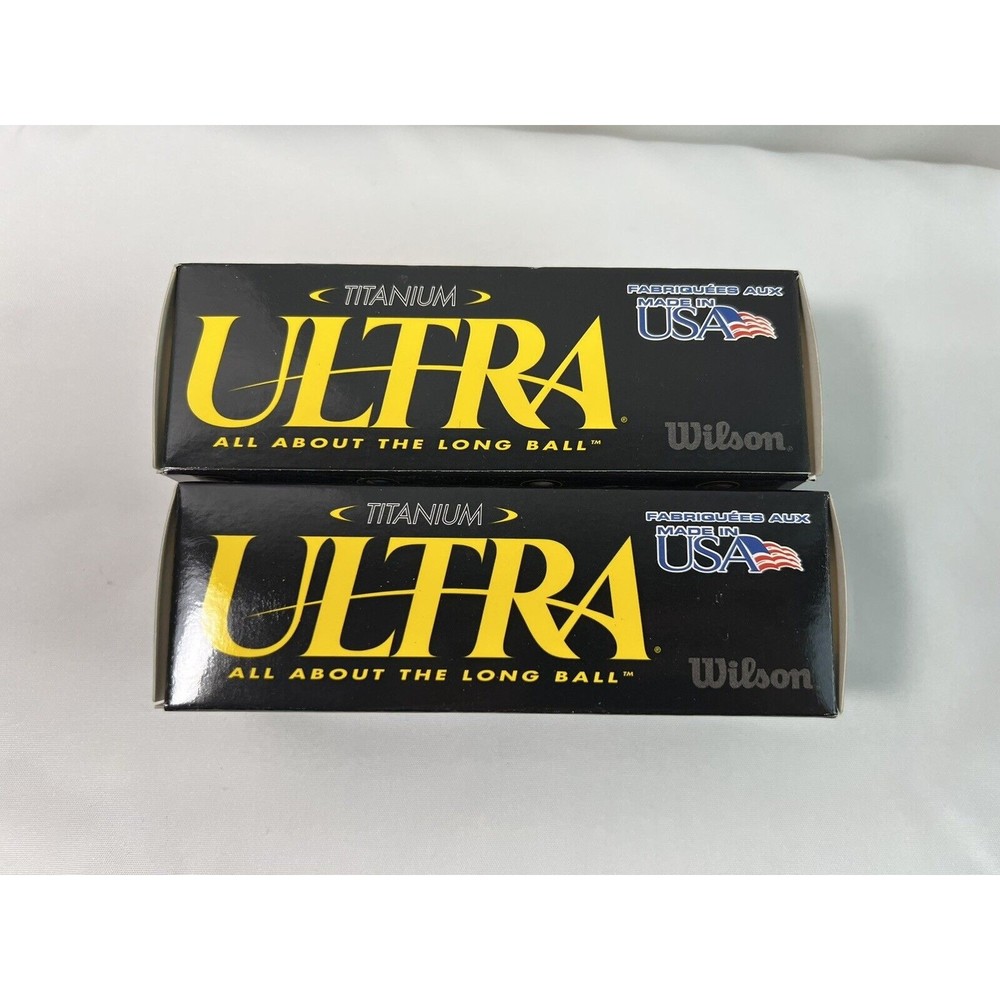 TITANIUM
ULTRA®
ALL ABOUT THE LONG BALL™
FABRIQUÉES AUX
MADE IN
USA
Wilson®
TITANIUM
ULTRA®
ALL ABOUT THE LONG BALL™
FABRIQUÉES AUX
MADE IN
USA
Wilson